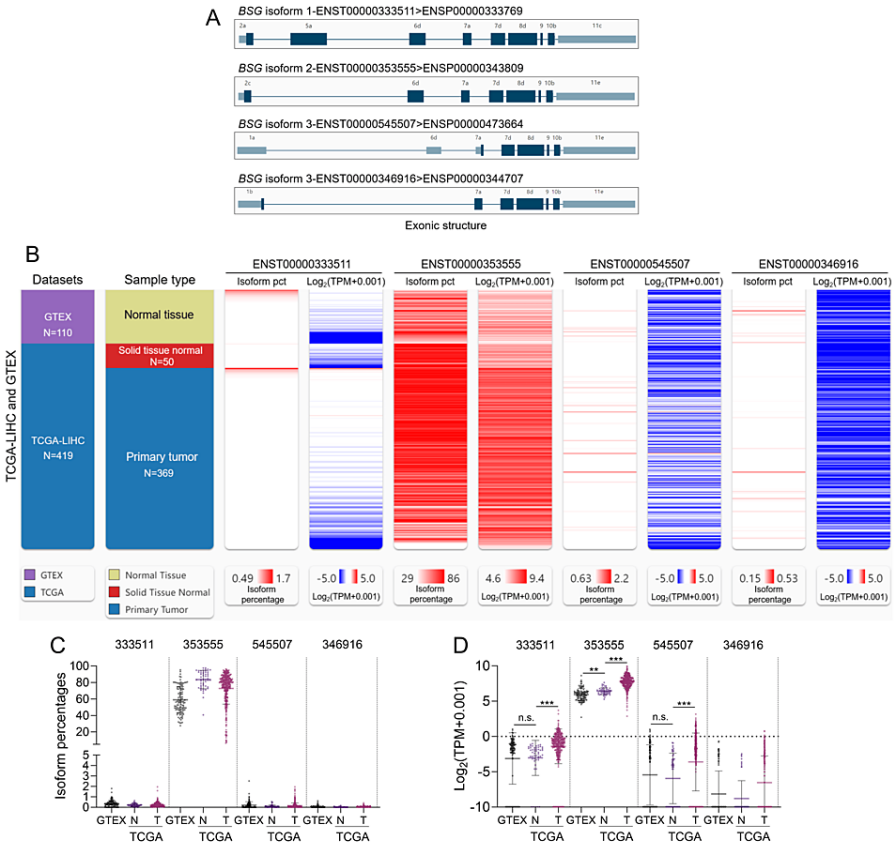 A
BSG isoform 1-ENST00000333511>ENSP00000333769
2a 5a 6d 7a 7d 8d 9 10b 11c
BSG isoform 2-ENST00000353555>ENSP00000343809
2c 6d 7a 7d 8d 9 10b 11e
BSG isoform 3-ENST00000545507>ENSP00000473664
1a 6d 7a 7d 8d 9 10b 11e
BSG isoform 3-ENST00000346916>ENSP00000344707
1b 7a 7d 8d 9 10b 11e
Exonic structure
B
ENST00000333511 ENST00000353555 ENST00000545507 ENST00000346916
Datasets Sample type Isoform pct Log2(TPM+0.001) Isoform pct Log2(TPM+0.001) Isoform pct Log2(TPM+0.001) Isoform pct Log2(TPM+0.001)
TCGA-LIHC and GTEX
GTEX
N=110
Normal tissue
Solid tissue normal
N=50
TCGA-LIHC
N=419
Primary tumor
N=369
GTEX
TCGA
Normal Tissue
Solid Tissue Normal
Primary Tumor
0.49 1.7
Isoform
percentage
-5.0 5.0
Log2(TPM+0.001)
29 86
Isoform
percentage
4.6 9.4
Log2(TPM+0.001)
0.63 2.2
Isoform
percentage
-5.0 5.0
Log2(TPM+0.001)
0.15 0.53
Isoform
percentage
-5.0 5.0
Log2(TPM+0.001)
C
333511 353555 545507 346916
Isoform percentages
100
80
60
40
20
5
4
3
2
1
0
GTEX N T GTEX N T GTEX N T GTEX N T
TCGA TCGA TCGA TCGA
D
333511 353555 545507 346916
Log2(TPM+0.001)
10
5
0
-5
-10
n.s. *** ** *** n.s. ***
GTEX N T GTEX N T GTEX N T GTEX N T
TCGA TCGA TCGA TCGA